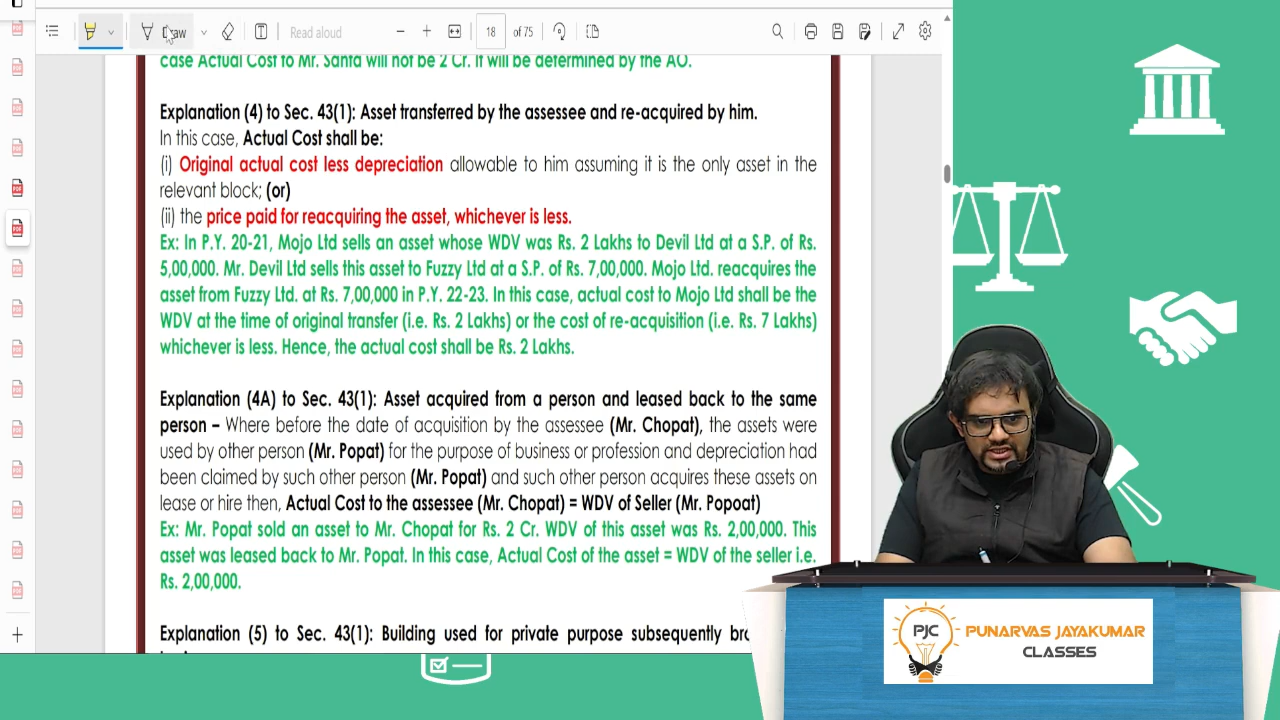 Draw
Read aloud
18 of 75
case Actual Cost to Mr. Santa will not be 2 Cr. It will be determined by the AO.
Explanation (4) to Sec. 43(1): Asset transferred by the assessee and re-acquired by him.
In this case, Actual Cost shall be:
(i) Original actual cost less depreciation allowable to him assuming it is the only asset in the
relevant block; (or)
(ii) the price paid for reacquiring the asset, whichever is less.
Ex: In P.Y. 20-21, Mojo Ltd sells an asset whose WDV was Rs. 2 Lakhs to Devil Ltd at a S.P. of Rs.
5,00,000. Mr. Devil Ltd sells this asset to Fuzzy Ltd at a S.P. of Rs. 7,00,000. Mojo Ltd. reacquires the
asset from Fuzzy Ltd. at Rs. 7,00,000 in P.Y. 22-23. In this case, actual cost to Mojo Ltd shall be the
WDV at the time of original transfer (i.e. Rs. 2 Lakhs) or the cost of re-acquisition (i.e. Rs. 7 Lakhs)
whichever is less. Hence, the actual cost shall be Rs. 2 Lakhs.
Explanation (4A) to Sec. 43(1): Asset acquired from a person and leased back to the same
person – Where before the date of acquisition by the assessee (Mr. Chopat), the assets were
used by other person (Mr. Popat) for the purpose of business or profession and depreciation had
been claimed by such other person (Mr. Popat) and such other person acquires these assets on
lease or hire then, Actual Cost to the assessee (Mr. Chopat) = WDV of Seller (Mr. Popoat)
Ex: Mr. Popat sold an asset to Mr. Chopat for Rs. 2 Cr. WDV of this asset was Rs. 2,00,000. This
asset was leased back to Mr. Popat. In this case, Actual Cost of the asset = WDV of the seller i.e.
Rs. 2,00,000.
Explanation (5) to Sec. 43(1): Building used for private purpose subsequently bro
PJC
PUNARVAS JAYAKUMAR
CLASSES